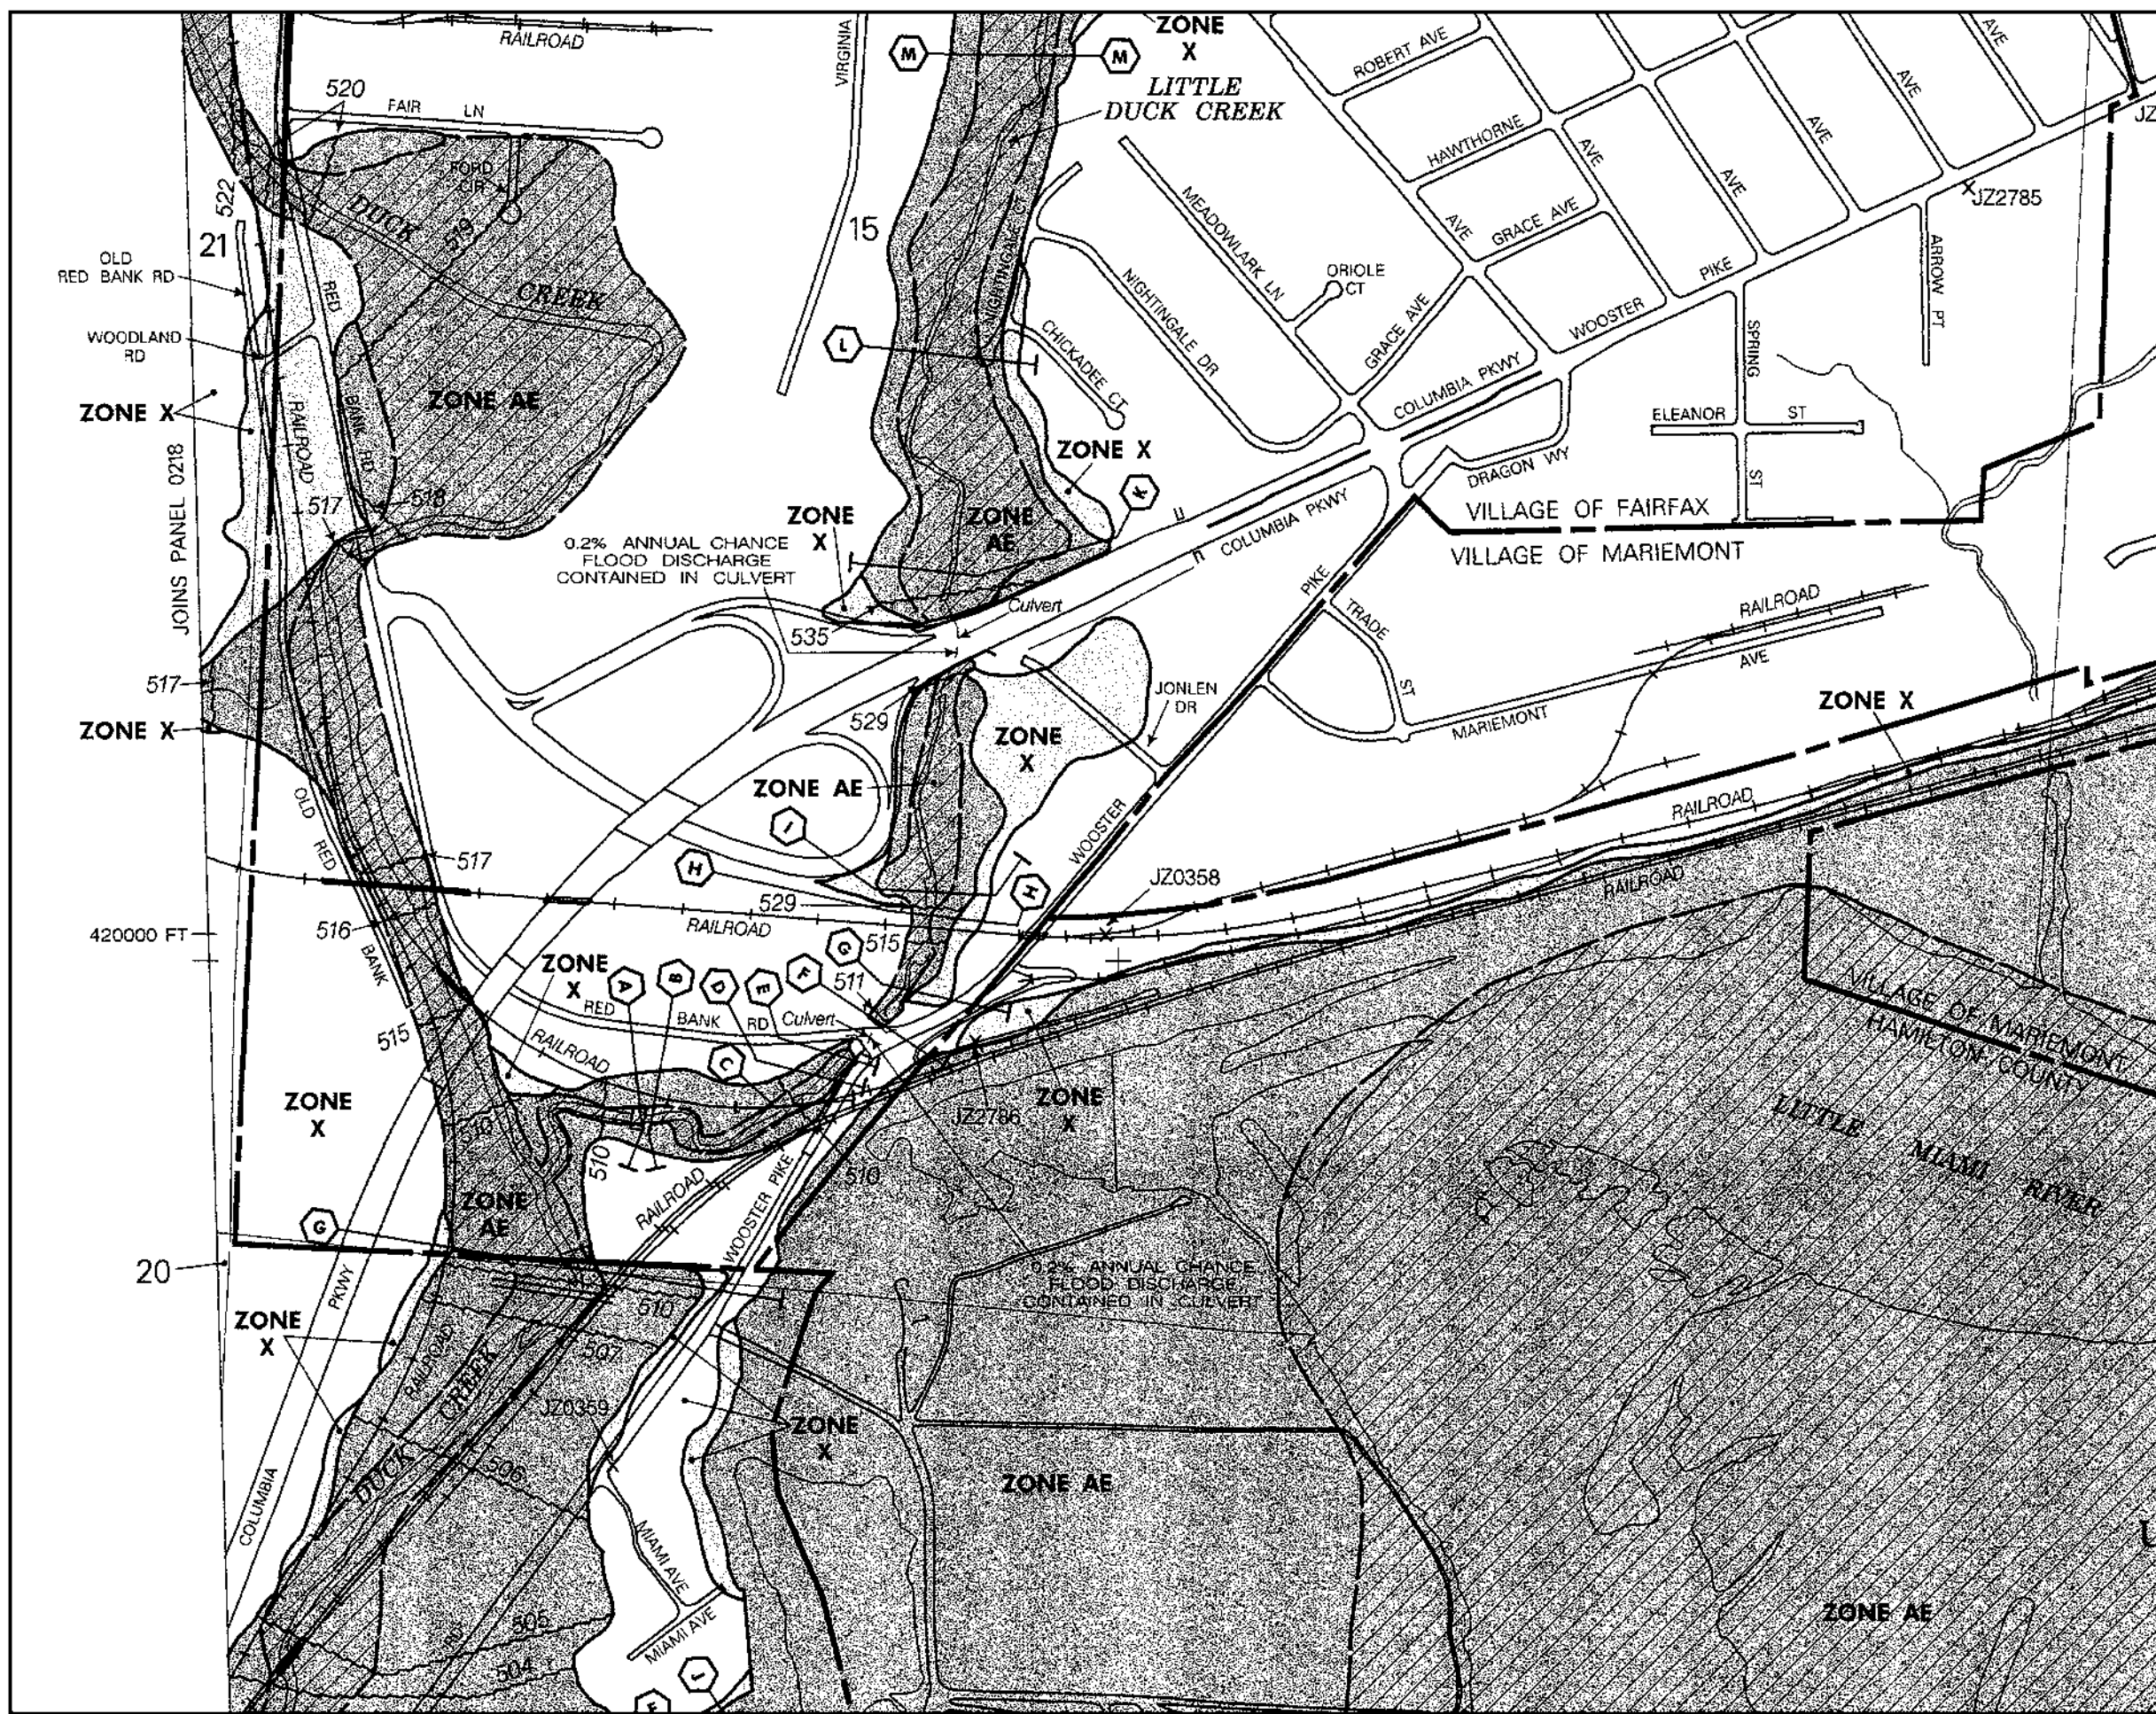 RAILROAD
VIRGINIA
M
M
ZONE
X
LITTLE
DUCK CREEK
ROBERT AVE
AVE
AVE
AVE
HAWTHORNE
AVE
AVE
AVE
GRACE AVE
520
FAIR LN
FORD
CIR
522
21
DUCK
519
CREEK
15
OLD
RED BANK RD
WOODLAND
RD
RED
BANK RD
RAILROAD
ZONE X
ZONE AE
L
NIGHTINGALE CT
MEADOWLARK LN
NIGHTINGALE DR
ORIOLE
CT
CHICKADEE CT
GRACE AVE
COLUMBIA PKWY
WOOSTER PIKE
JZ2785
JZ
ARROW PT
SPRING
ST
ELEANOR ST
DRAGON WY
ZONE X
K
JOINS PANEL 0218
517
518
ZONE
X
ZONE
AE
0.2% ANNUAL CHANCE
FLOOD DISCHARGE
CONTAINED IN CULVERT
COLUMBIA PKWY
VILLAGE OF FAIRFAX
VILLAGE OF MARIEMONT
Culvert
535
PIKE
TRADE
ST
RAILROAD
AVE
MARIEMONT
517
ZONE X
529
ZONE
X
JONLEN
DR
ZONE X
ZONE AE
I
OLD
RED
BANK
517
H
529
H
WOOSTER
JZ0358
RAILROAD
RAILROAD
420000 FT
516
RAILROAD
515
G
ZONE
X
A
B
D
E
F
511
RED BANK RD
Culvert
515
RAILROAD
C
VILLAGE OF MARIEMONT
HAMILTON COUNTY
ZONE
X
510
JZ2786
ZONE
X
LITTLE MIAMI RIVER
510
510
ZONE
AE
RAILROAD
WOOSTER PIKE
G
20
PKWY
510
0.2% ANNUAL CHANCE
FLOOD DISCHARGE
CONTAINED IN CULVERT
ZONE
X
RAILROAD
507
DUCK CREEK
JZ0359
ZONE
X
506
COLUMBIA
ZONE AE
MIAMI AVE
505
MIAMI AVE
504
ZONE AE